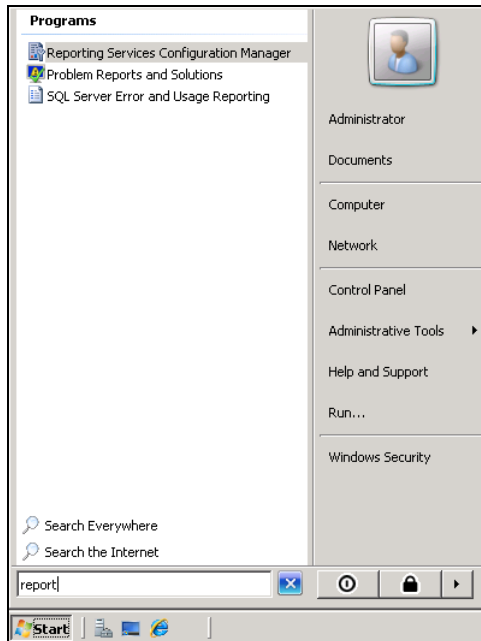 Programs
Reporting Services Configuration Manager
Problem Reports and Solutions
SQL Server Error and Usage Reporting
Search Everywhere
Search the Internet
report
Administrator
Documents
Computer
Network
Control Panel
Administrative Tools
Help and Support
Run...
Windows Security
Start